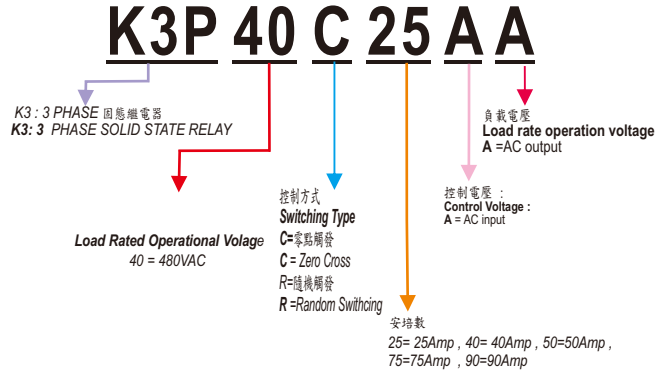 K3P 40 C 25 A A
K3 : 3 PHASE 固態繼電器
K3: 3 PHASE SOLID STATE RELAY
負載電壓
Load rate operation voltage
A =AC output
控制電壓 :
Control Voltage :
A = AC input
控制方式
Switching Type
C=零點觸發
C = Zero Cross
R=隨機觸發
R =Random Swithcing
Load Rated Operational Volage
40 = 480VAC
安培數
25= 25Amp , 40= 40Amp , 50=50Amp ,
75=75Amp , 90=90Amp